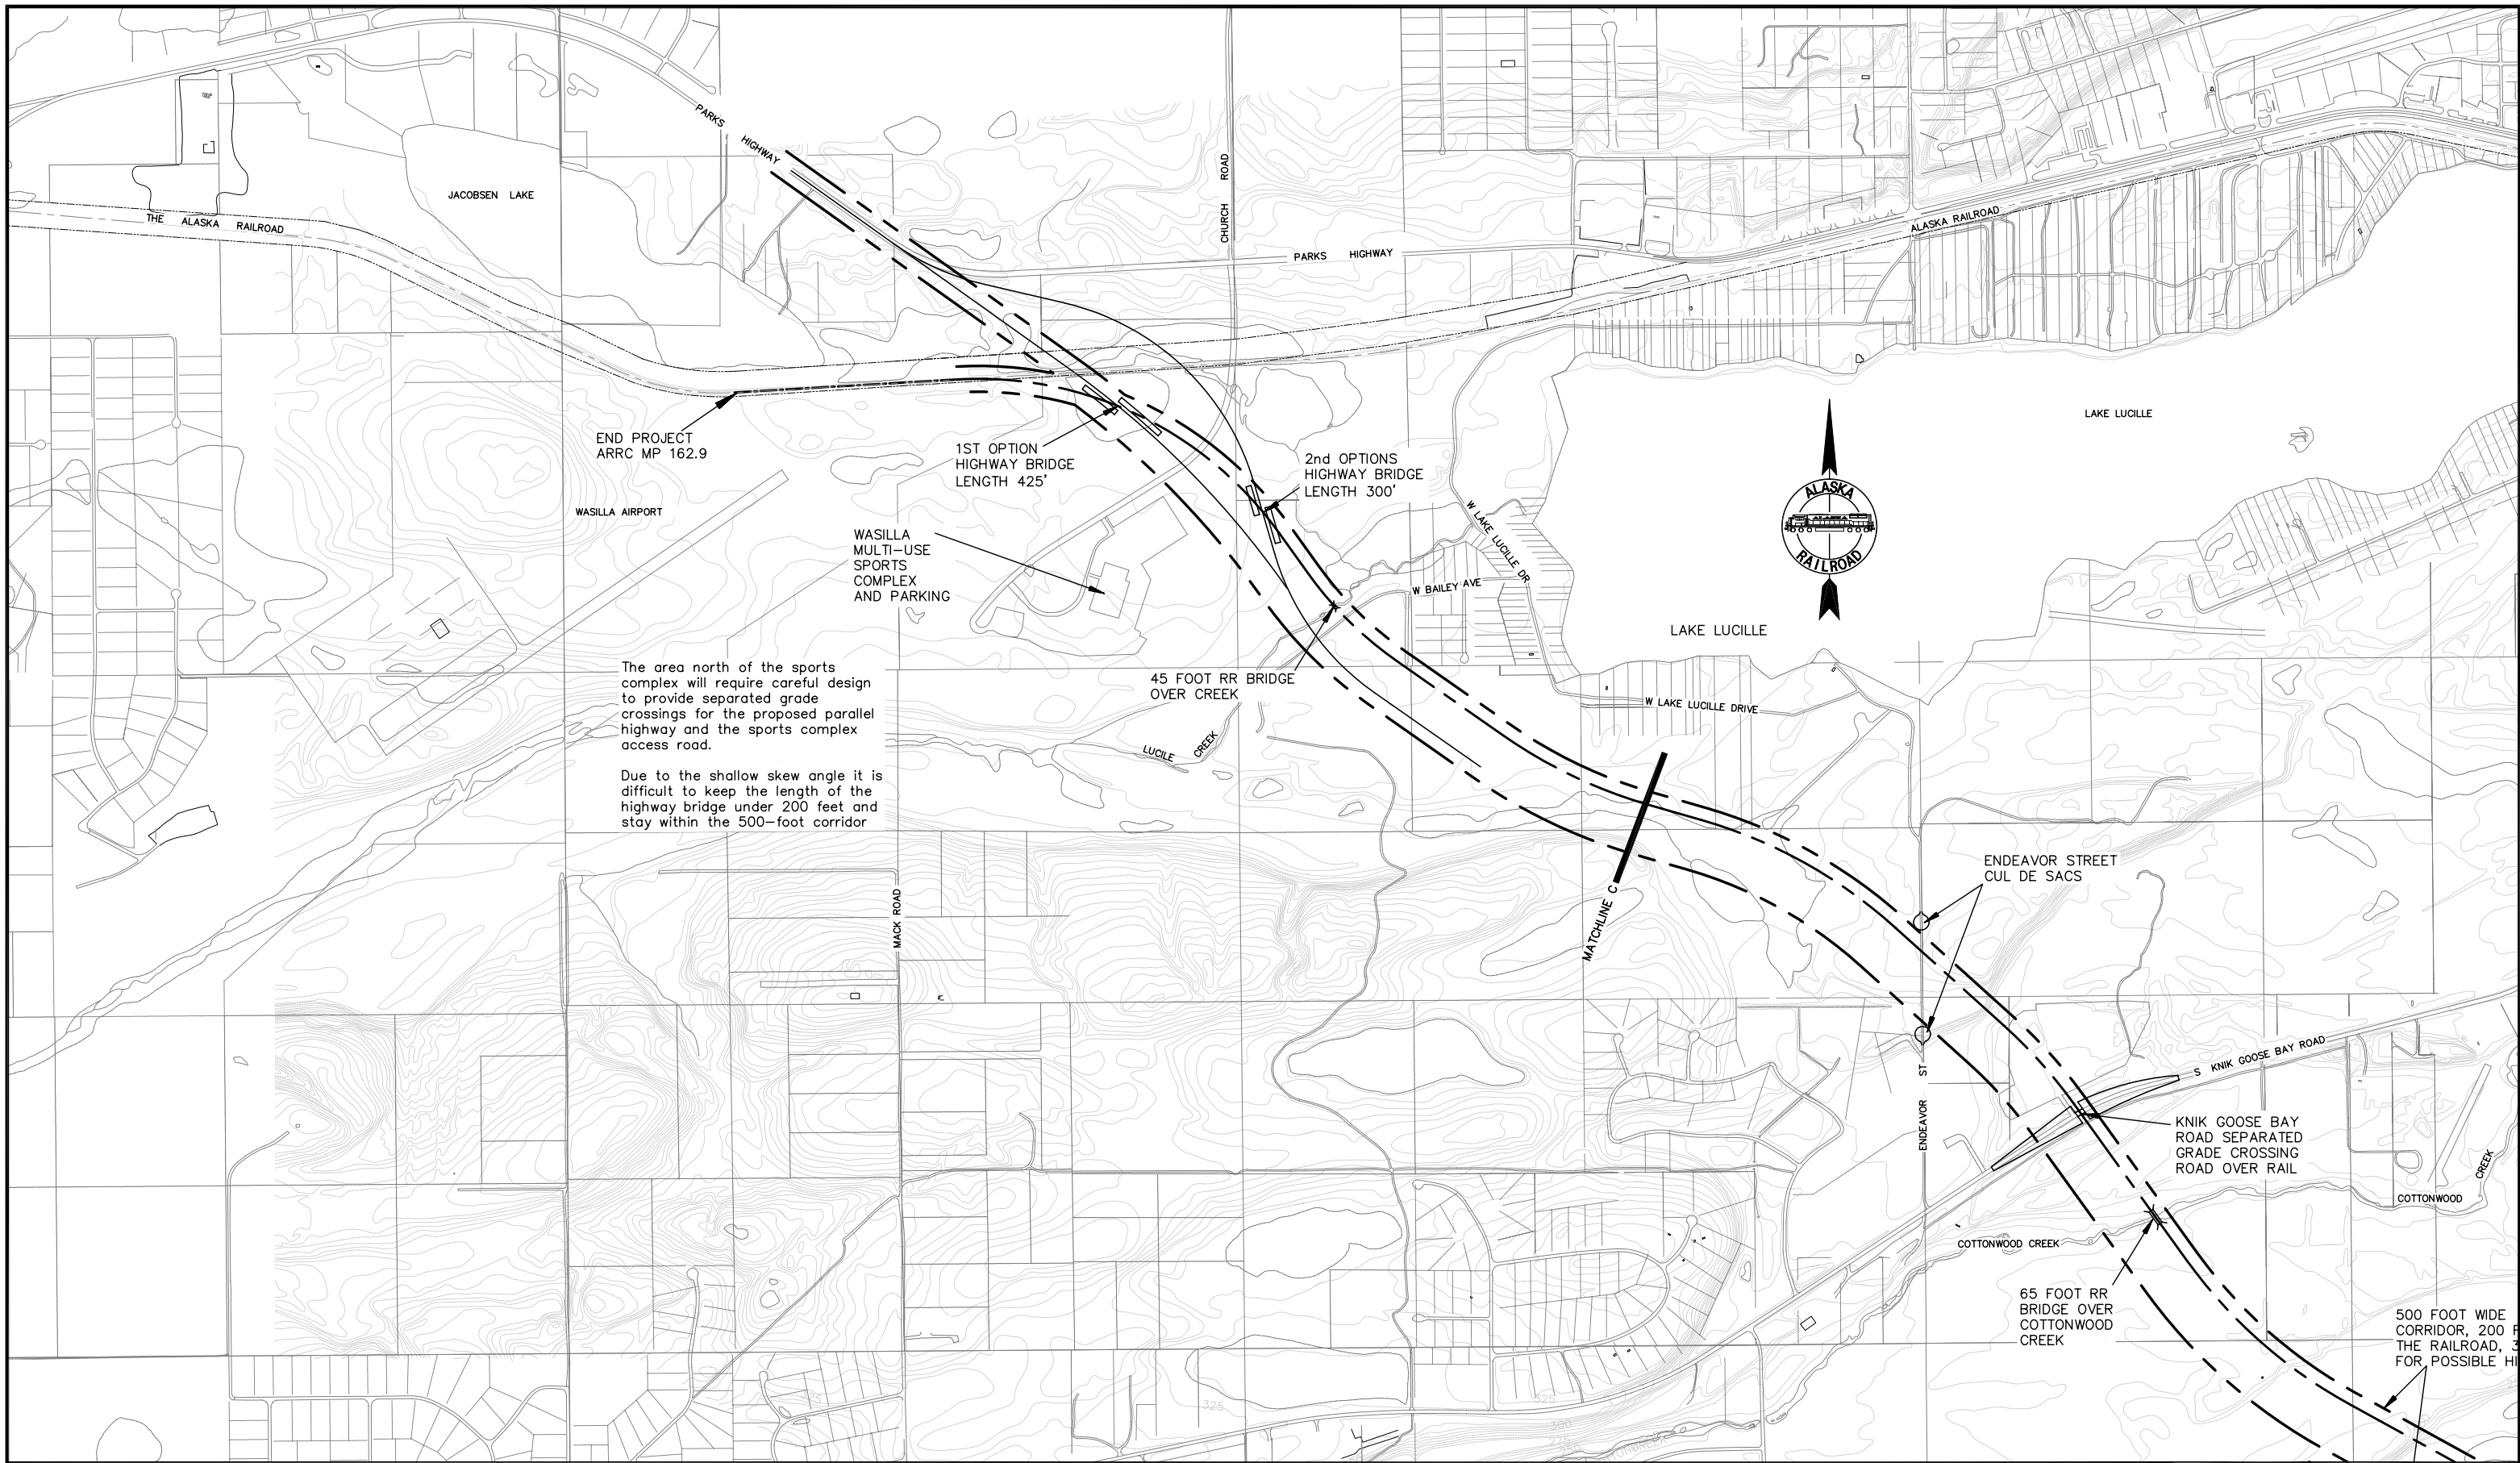 PARKS
HIGHWAY
JACOBSEN LAKE
THE ALASKA RAILROAD
CHURCH ROAD
PARKS HIGHWAY
ALASKA RAILROAD
LAKE LUCILLE
END PROJECT
ARRC MP 162.9
1ST OPTION
HIGHWAY BRIDGE
LENGTH 425'
2nd OPTIONS
HIGHWAY BRIDGE
LENGTH 300'
ALASKA
RAILROAD
WASILLA AIRPORT
WASILLA
MULTI-USE
SPORTS
COMPLEX
AND PARKING
W LAKE LUCILLE DR
W BAILEY AVE
LAKE LUCILLE
45 FOOT RR BRIDGE
OVER CREEK
W LAKE LUCILLE DRIVE
LUCILE CREEK
The area north of the sports
complex will require careful design
to provide separated grade
crossings for the proposed parallel
highway and the sports complex
access road.
Due to the shallow skew angle it is
difficult to keep the length of the
highway bridge under 200 feet and
stay within the 500-foot corridor
MACK ROAD
MATCHLINE C
ENDEAVOR STREET
CUL DE SACS
ENDEAVOR ST
S KNIK GOOSE BAY ROAD
KNIK GOOSE BAY
ROAD SEPARATED
GRADE CROSSING
ROAD OVER RAIL
COTTONWOOD CREEK
COTTONWOOD CREEK
65 FOOT RR
BRIDGE OVER
COTTONWOOD
CREEK
500 FOOT WIDE
CORRIDOR, 200 F
THE RAILROAD, 3
FOR POSSIBLE HI
325
325
300